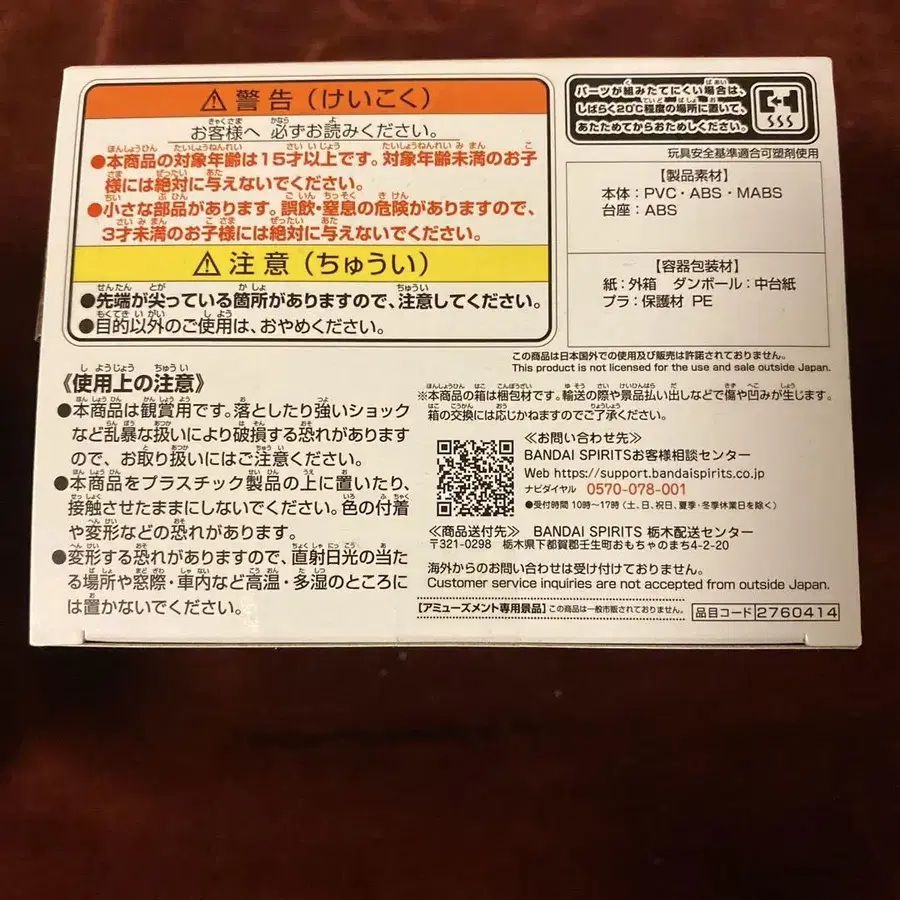 ⚠警告（けいこく）
お客様へ 必ずお読みください。
●本商品の対象年齢は15才以上です。対象年齢未満のお子
様には絶対に与えないでください。
●小さな部品があります。誤飲・窒息の危険がありますので、
3才未満のお子様には絶対に与えないでください。
⚠注意（ちゅうい）
●先端が尖っている箇所がありますので、注意してください。
●目的以外のご使用は、おやめください。
《使用上の注意》
●本商品は観賞用です。落としたり強いショック
など乱暴な扱いにより破損する恐れがあります
ので、お取り扱いにはご注意ください。
●本商品をプラスチック製品の上に置いたり、
接触させたままにしないでください。色の付着
や変形などの恐れがあります。
●変形する恐れがありますので、直射日光の当た
る場所や窓際・車内など高温・多湿のところに
は置かないでください。
パーツが組みたてにくい場合は、
しばらく20℃程度の場所に置いて、
あたためてからおためしください。
玩具安全基準適合可塑剤使用
【製品素材】
本体：PVC・ABS・MABS
台座：ABS
【容器包装材】
紙：外箱 ダンボール：中台紙
プラ：保護材 PE
この商品は日本国外での使用及び販売は許諾されておりません。
This product is not licensed for the use and sale outside Japan.
※本商品の箱は梱包材です。輸送の際や景品払い出しなどで傷や凹みが生じます。
箱の交換には応じかねますのでご了承ください。
≪お問い合わせ先≫
BANDAI SPIRITSお客様相談センター
Web https://support.bandaispirits.co.jp
ナビダイヤル 0570-078-001
●受付時間 10時～17時（土、日、祝日、夏季・冬季休業日を除く）
≪商品送付先≫ BANDAI SPIRITS 栃木配送センター
〒321-0298 栃木県下都賀郡壬生町おもちゃのまち4-2-20
海外からのお問い合わせは受け付けておりません。
Customer service inquiries are not accepted from outside Japan.
【アミューズメント専用景品】この商品は一般市販されておりません。
品目コード 2760414